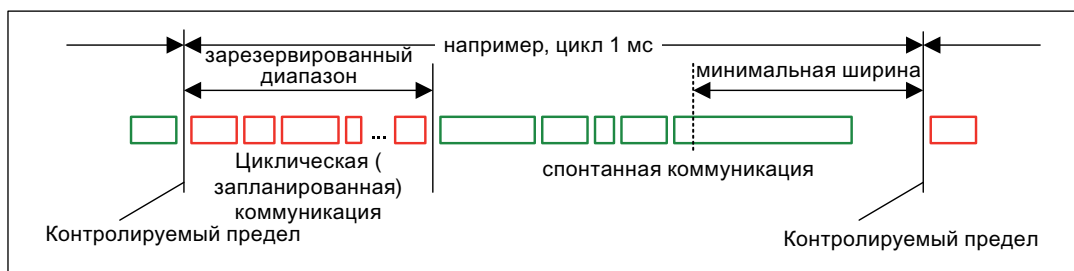 например, цикл 1 мс
зарезервированный
диапазон
минимальная ширина
...
Циклическая (
запланированная)
коммуникация
спонтанная коммуникация
Контролируемый предел
Контролируемый предел